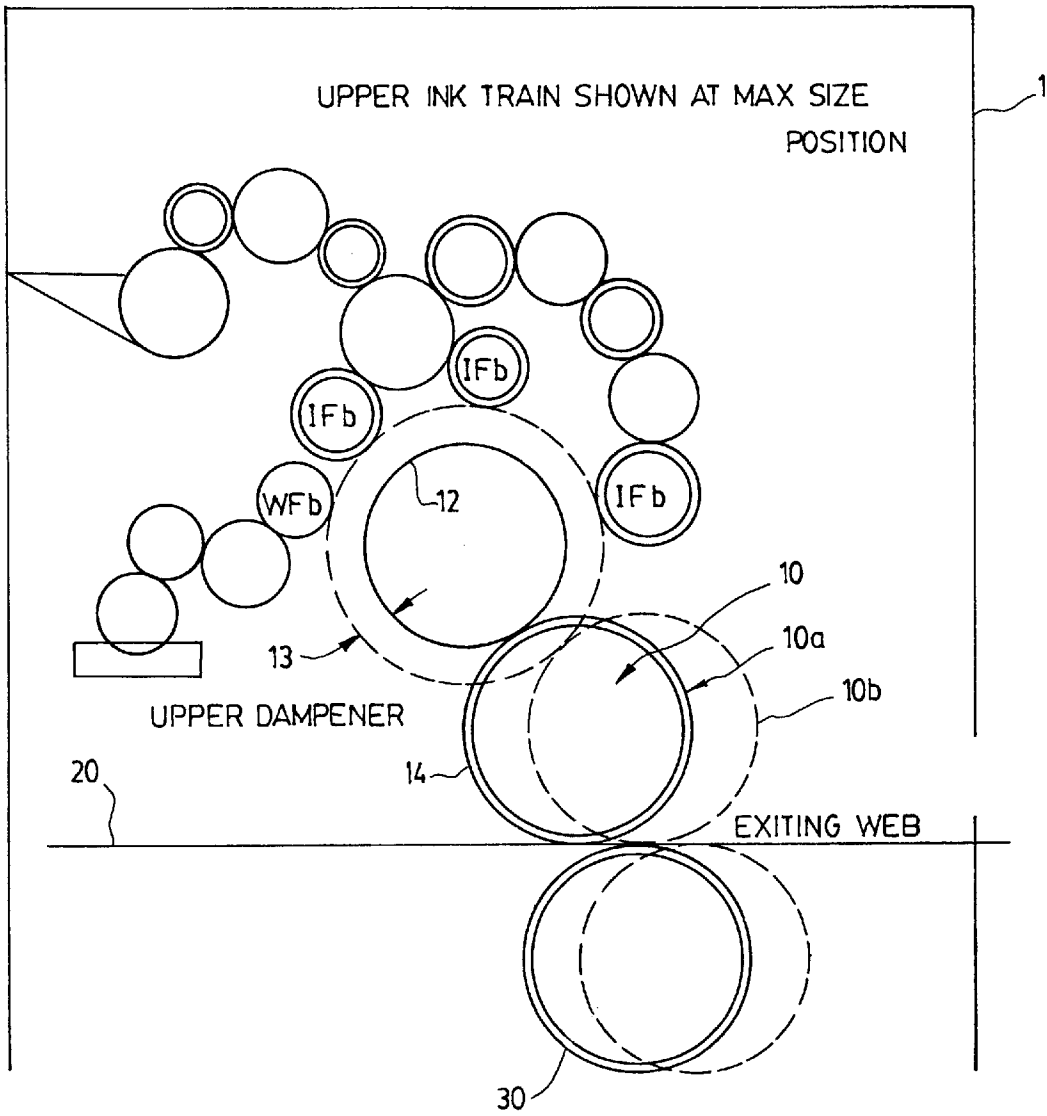 UPPER INK TRAIN SHOWN AT MAX SIZE
POSITION
1
IFb
IFb
WFb
12
IFb
10
13
10a
10b
UPPER DAMPENER
14
20
EXITING WEB
30